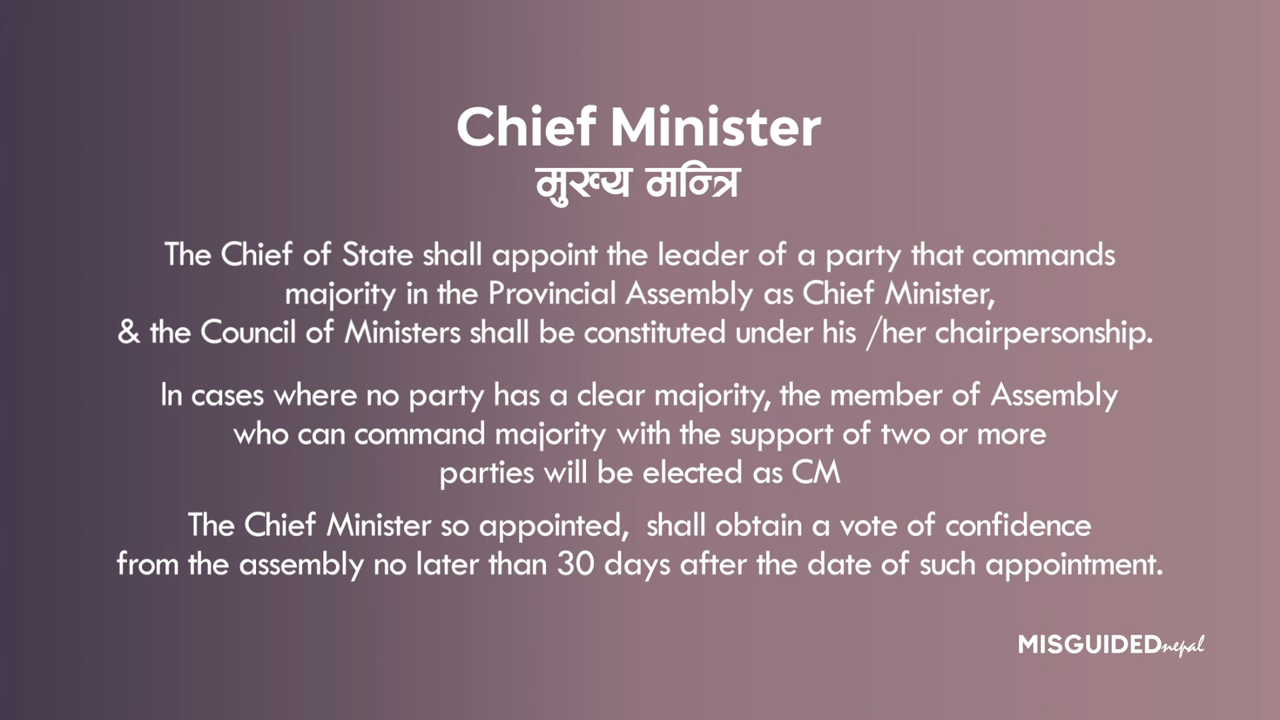 Chief Minister
मुख्य मन्त्रि
The Chief of State shall appoint the leader of a party that commands
majority in the Provincial Assembly as Chief Minister,
& the Council of Ministers shall be constituted under his /her chairpersonship.
In cases where no party has a clear majority, the member of Assembly
who can command majority with the support of two or more
parties will be elected as CM
The Chief Minister so appointed,  shall obtain a vote of confidence
from the assembly no later than 30 days after the date of such appointment.
MISGUIDEDnepal